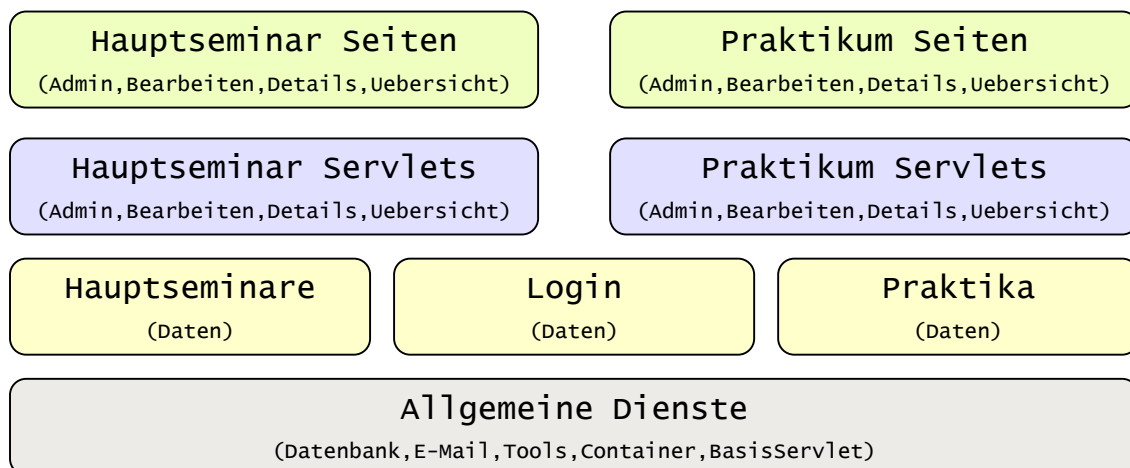 Hauptseminar Seiten
(Admin,Bearbeiten,Details,Uebersicht)
Praktikum Seiten
(Admin,Bearbeiten,Details,Uebersicht)
Hauptseminar Servlets
(Admin,Bearbeiten,Details,Uebersicht)
Praktikum Servlets
(Admin,Bearbeiten,Details,Uebersicht)
Hauptseminare
(Daten)
Login
(Daten)
Praktika
(Daten)
Allgemeine Dienste
(Datenbank,E-Mail,Tools,Container,BasisServlet)